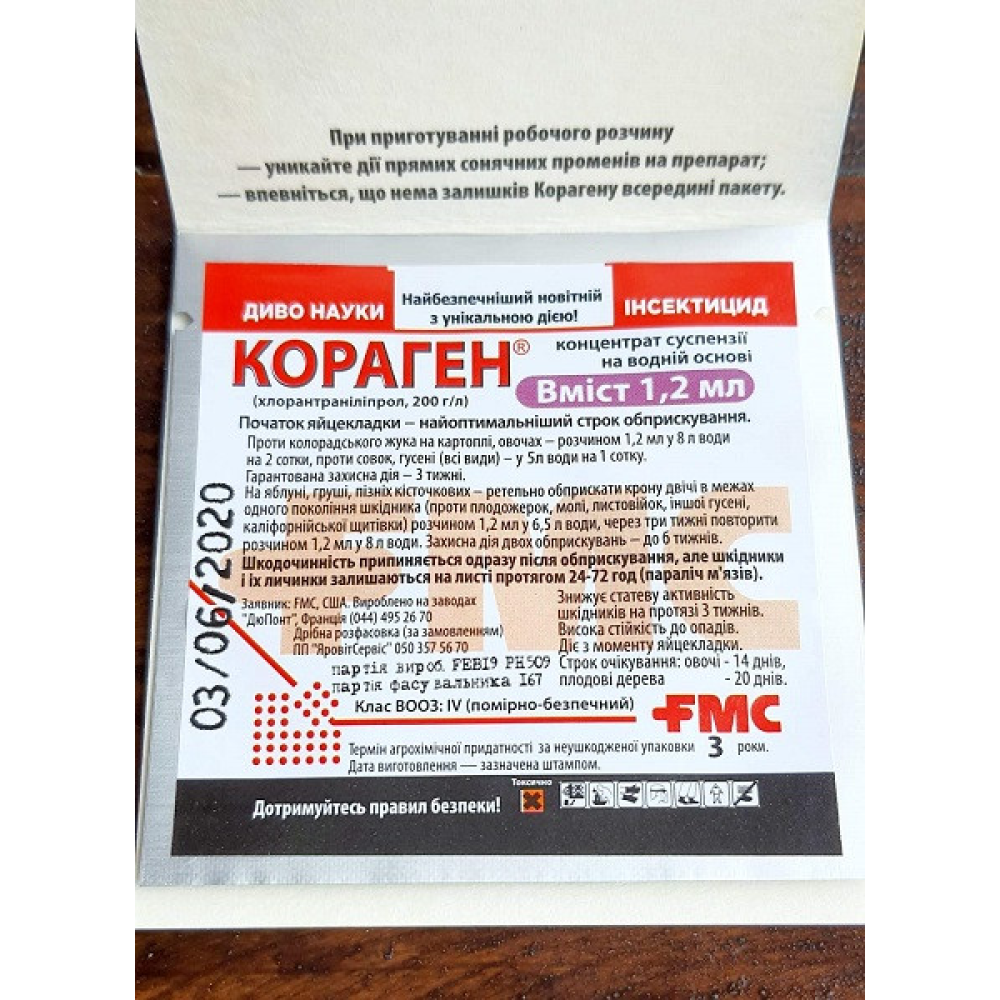 При приготуванні робочого розчину
— уникайте дії прямих сонячних променів на препарат;
— впевніться, що нема залишків Корагену всередині пакету.
ДИВО НАУКИ
Найбезпечніший новітній
з унікальною дією!
ІНСЕКТИЦИД
КОРАГЕН®
концентрат суспензії
на водній основі
(хлорантраніліпрол, 200 г/л)
Вміст 1,2 мл
Початок яйцекладки – найоптимальніший строк обприскування.
Проти колорадського жука на картоплі, овочах – розчином 1,2 мл у 8 л води
на 2 сотки, проти совок, гусені (всі види) – у 5л води на 1 сотку.
Гарантована захисна дія – 3 тижні.
На яблуні, груші, пізніх кісточкових – ретельно обприскати крону двічі в межах
одного покоління шкідника (проти плодожерок, молі, листовійок, іншої гусені,
каліфорнійської щитівки) розчином 1,2 мл у 6,5 л води, через три тижні повторити
розчином 1,2 мл у 8 л води. Захисна дія двох обприскувань – до 6 тижнів.
Шкодочинність припиняється одразу після обприскування, але шкідники
і їх личинки залишаються на листі протягом 24-72 год (параліч м'язів).
Заявник: FMC, США. Вироблено на заводах
"ДюПонт", Франція (044) 495 26 70
Дрібна розфасовка (за замовленням)
ПП "ЯровітСервіс" 050 357 56 70
партія вироб. FEB19 PH509
партія фасувальника 167
Знижує статеву активність
шкідників на протязі 3 тижнів.
Висока стійкість до опадів.
Діє з моменту яйцекладки.
Строк очікування: овочі - 14 днів,
плодові дерева - 20 днів.
03/06/2020
Клас ВООЗ: IV (помірно-безпечний)
FMC
FMC
Термін агрохімічної придатності за неушкодженої упаковки 3 роки.
Дата виготовлення — зазначена штампом.
Дотримуйтесь правил безпеки!
Токсично